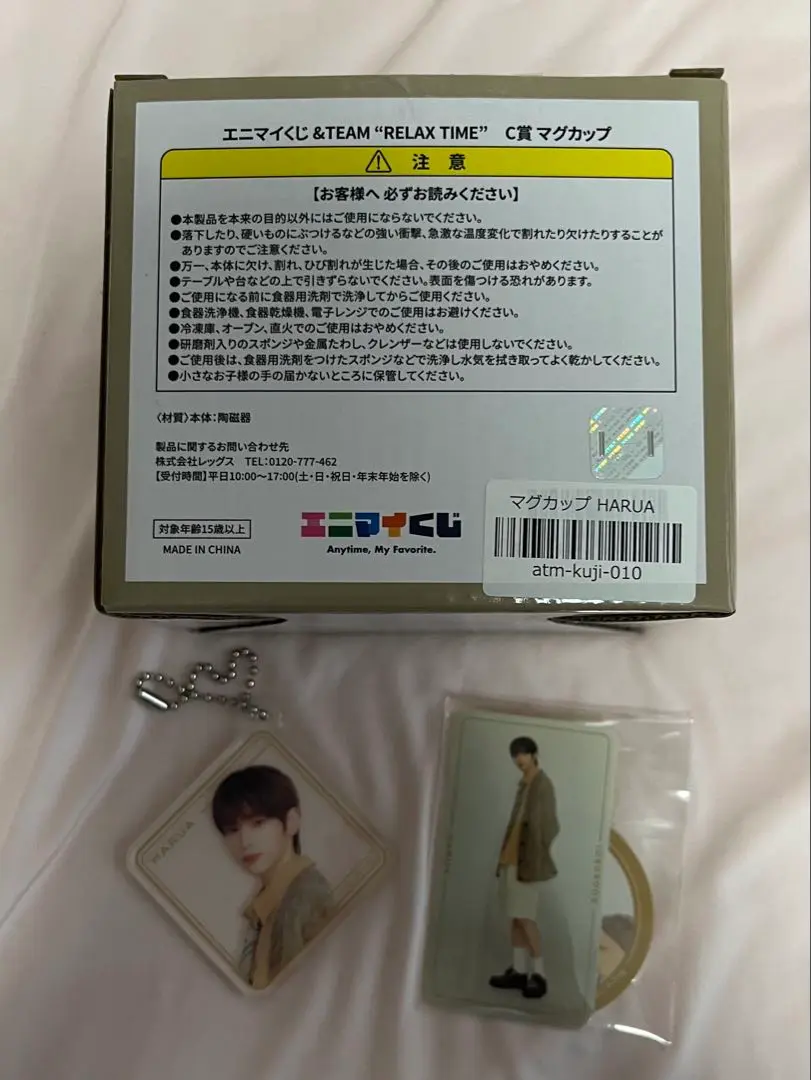 エニマイくじ &TEAM “RELAX TIME” C賞 マグカップ
注 意
【お客様へ 必ずお読みください】
●本製品を本来の目的以外にはご使用にならないでください。
●落下したり、硬いものにぶつけるなどの強い衝撃、急激な温度変化で割れたり欠けたりすることが
ありますのでご注意ください。
●万一、本体に欠け、割れ、ひび割れが生じた場合、その後のご使用はおやめください。
●テーブルや台などの上で引きずらないでください。表面を傷つける恐れがあります。
●ご使用になる前に食器用洗剤で洗浄してからご使用ください。
●食器洗浄機、食器乾燥機、電子レンジでのご使用はお避けください。
●冷凍庫、オーブン、直火でのご使用はおやめください。
●研磨剤入りのスポンジや金属たわし、クレンザーなどは使用しないでください。
●ご使用後は、食器用洗剤をつけたスポンジなどで洗浄し水気を拭き取ってよく乾かしてください。
●小さなお子様の手の届かないところに保管してください。
〈材質〉本体：陶磁器
製品に関するお問い合わせ先
株式会社レッグス TEL：0120-777-462
【受付時間】平日10:00～17:00(土・日・祝日・年末年始を除く)
対象年齢15歳以上
MADE IN CHINA
エニマイくじ
Anytime, My Favorite.
マグカップ HARUA
atm-kuji-010
HARUA